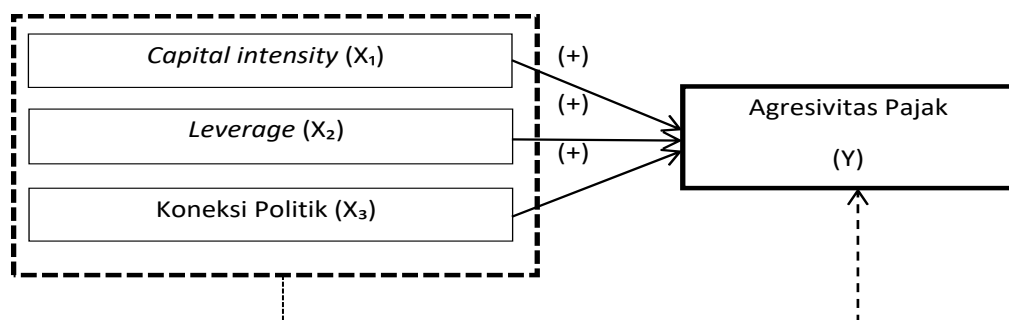 Capital intensity (X₁)
(+)
(+)
Leverage (X₂)
(+)
Koneksi Politik (X₃)
Agresivitas Pajak
(Y)